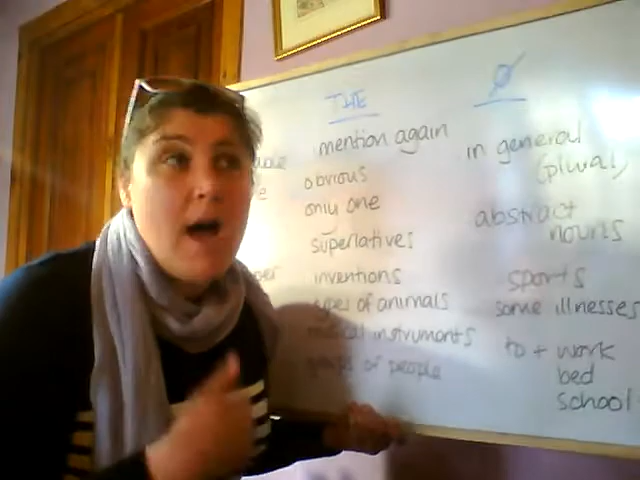 THE
mention again
obvious
only one
superlatives
inventions
types of animals
musical instruments
groups of people
Ø
in general
(plural,
abstract
nouns
sports
some illnesses
to + work
bed
school